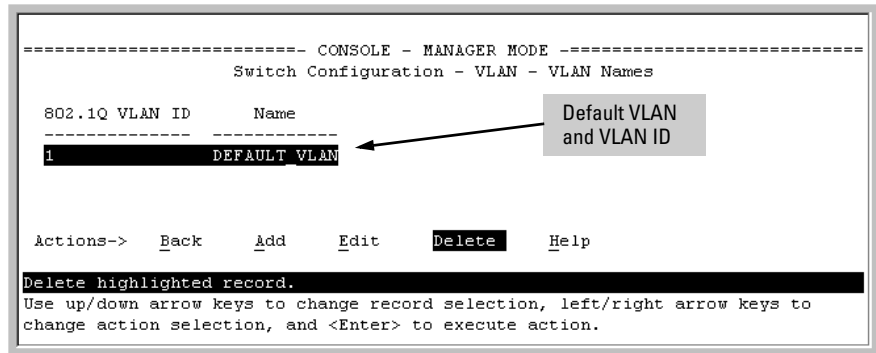 ==========================- CONSOLE - MANAGER MODE -============================
Switch Configuration - VLAN - VLAN Names
802.1Q VLAN ID    Name
-------------- ------------
1    DEFAULT_VLAN
Default VLAN
and VLAN ID
Actions->   Back   Add   Edit   Delete   Help
Delete highlighted record.
Use up/down arrow keys to change record selection, left/right arrow keys to
change action selection, and <Enter> to execute action.